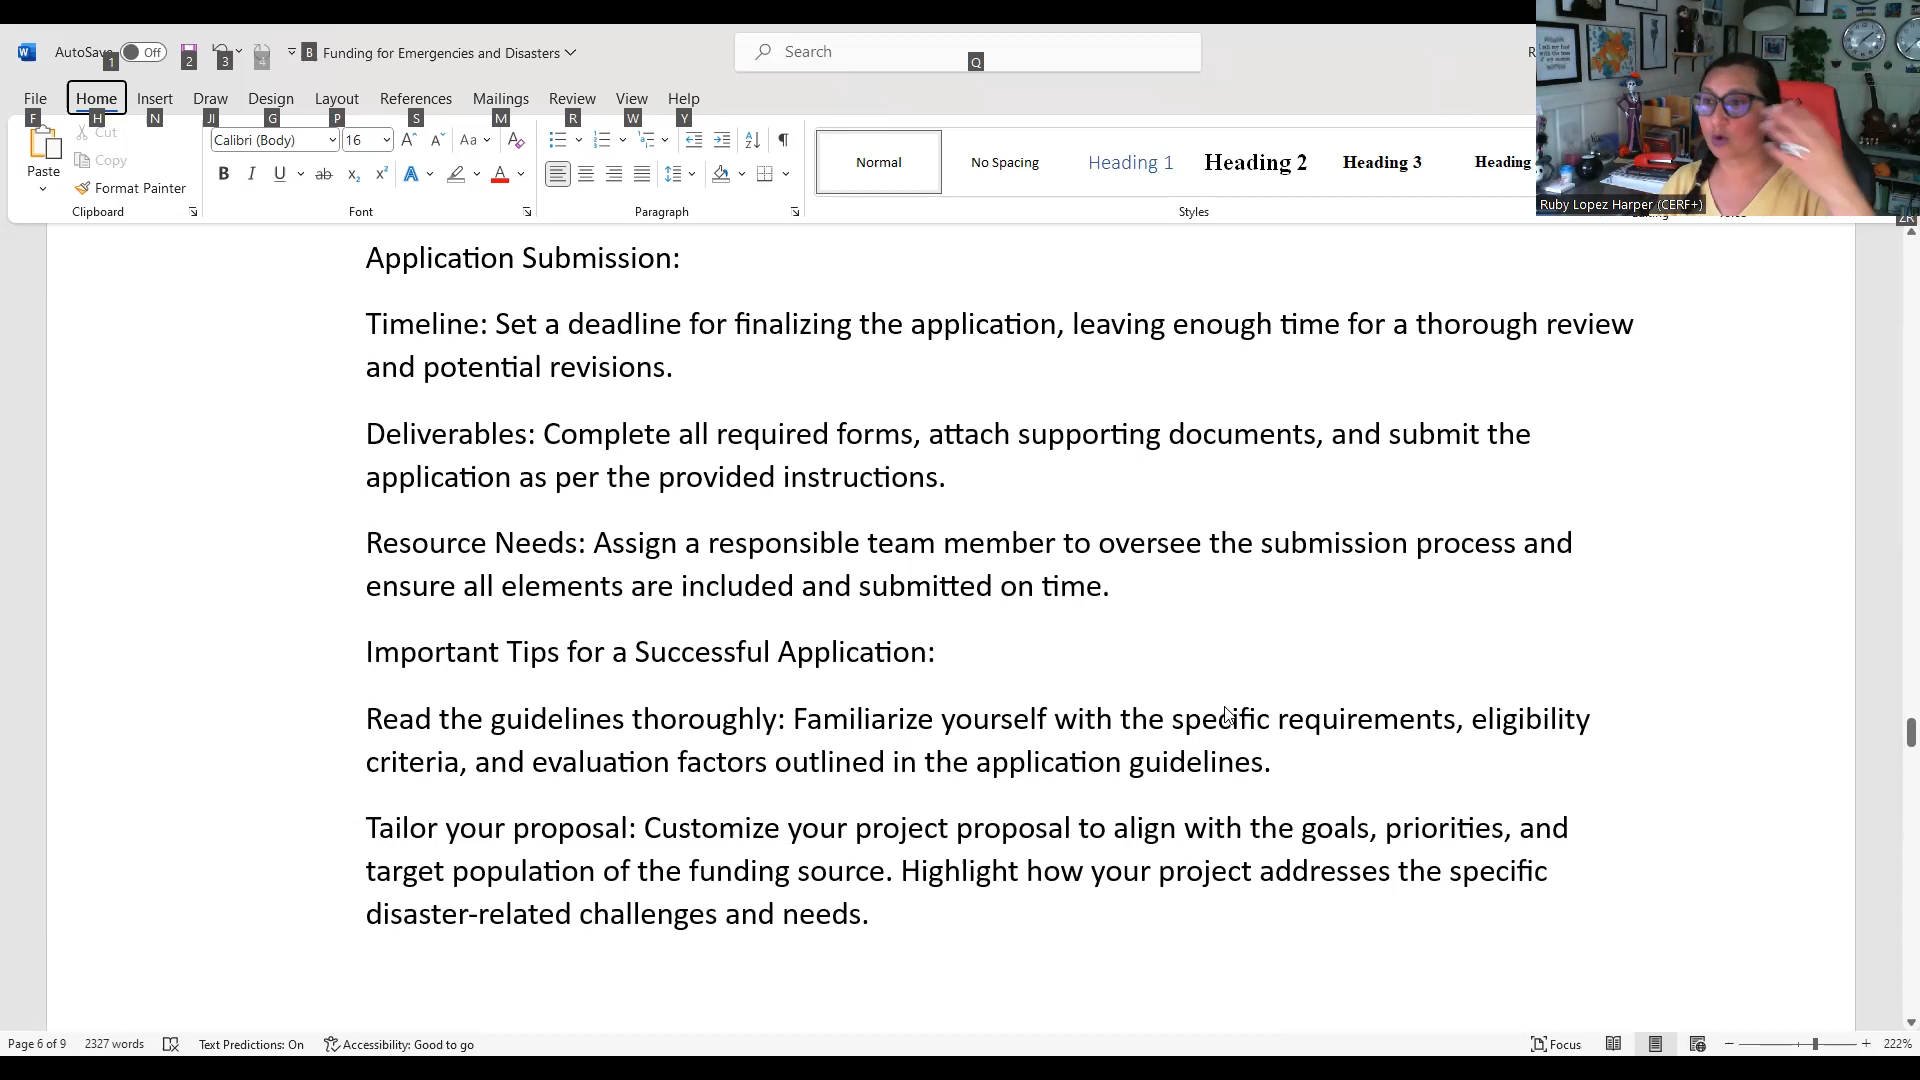 AutoSave Off
1 2 3 4 B Funding for Emergencies and Disasters
Search
Q
File Home Insert Draw Design Layout References Mailings Review View Help
F H N JI G P S M R W Y
Paste
Cut
Copy
Format Painter
Clipboard
Calibri (Body) 16
Font
Paragraph
Normal No Spacing Heading 1 Heading 2 Heading 3 Heading
Styles
Ruby Lopez Harper (CERF+)
ZR
Application Submission:
Timeline: Set a deadline for finalizing the application, leaving enough time for a thorough review
and potential revisions.
Deliverables: Complete all required forms, attach supporting documents, and submit the
application as per the provided instructions.
Resource Needs: Assign a responsible team member to oversee the submission process and
ensure all elements are included and submitted on time.
Important Tips for a Successful Application:
Read the guidelines thoroughly: Familiarize yourself with the specific requirements, eligibility
criteria, and evaluation factors outlined in the application guidelines.
Tailor your proposal: Customize your project proposal to align with the goals, priorities, and
target population of the funding source. Highlight how your project addresses the specific
disaster-related challenges and needs.
Page 6 of 9 2327 words Text Predictions: On Accessibility: Good to go Focus 222%